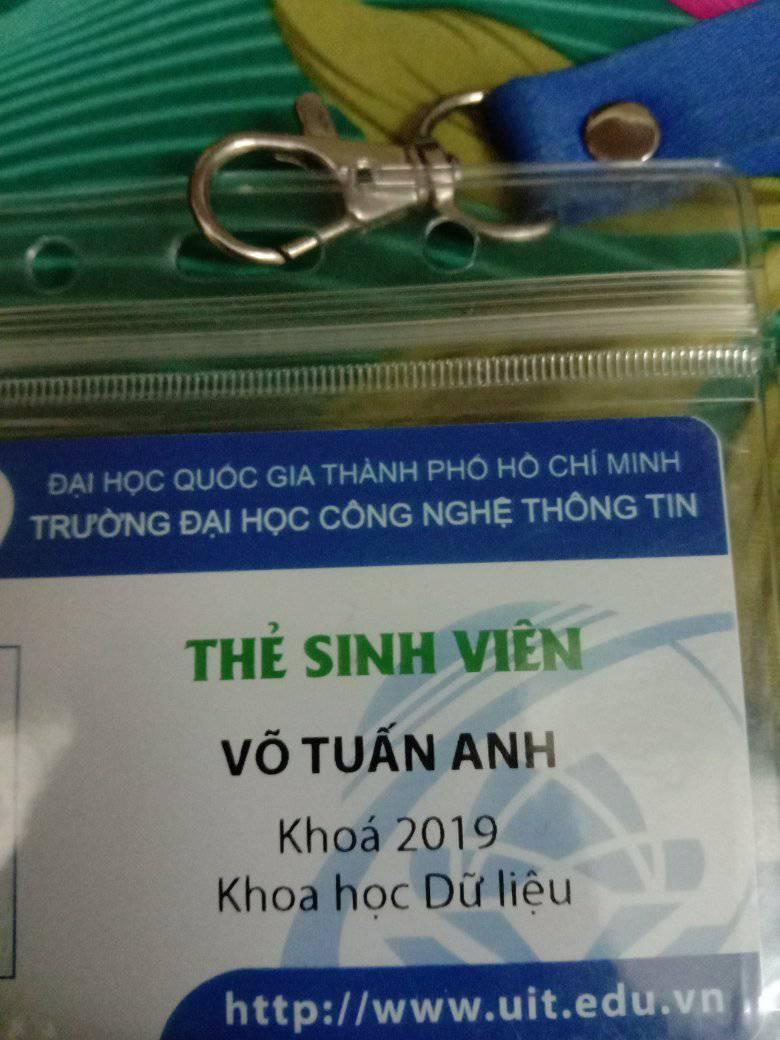 ĐẠI HỌC QUỐC GIA THÀNH PHỐ HỒ CHÍ MINH
TRƯỜNG ĐẠI HỌC CÔNG NGHỆ THÔNG TIN
THẺ SINH VIÊN
VÕ TUẤN ANH
Khoá 2019
Khoa học Dữ liệu
http://www.uit.edu.vn